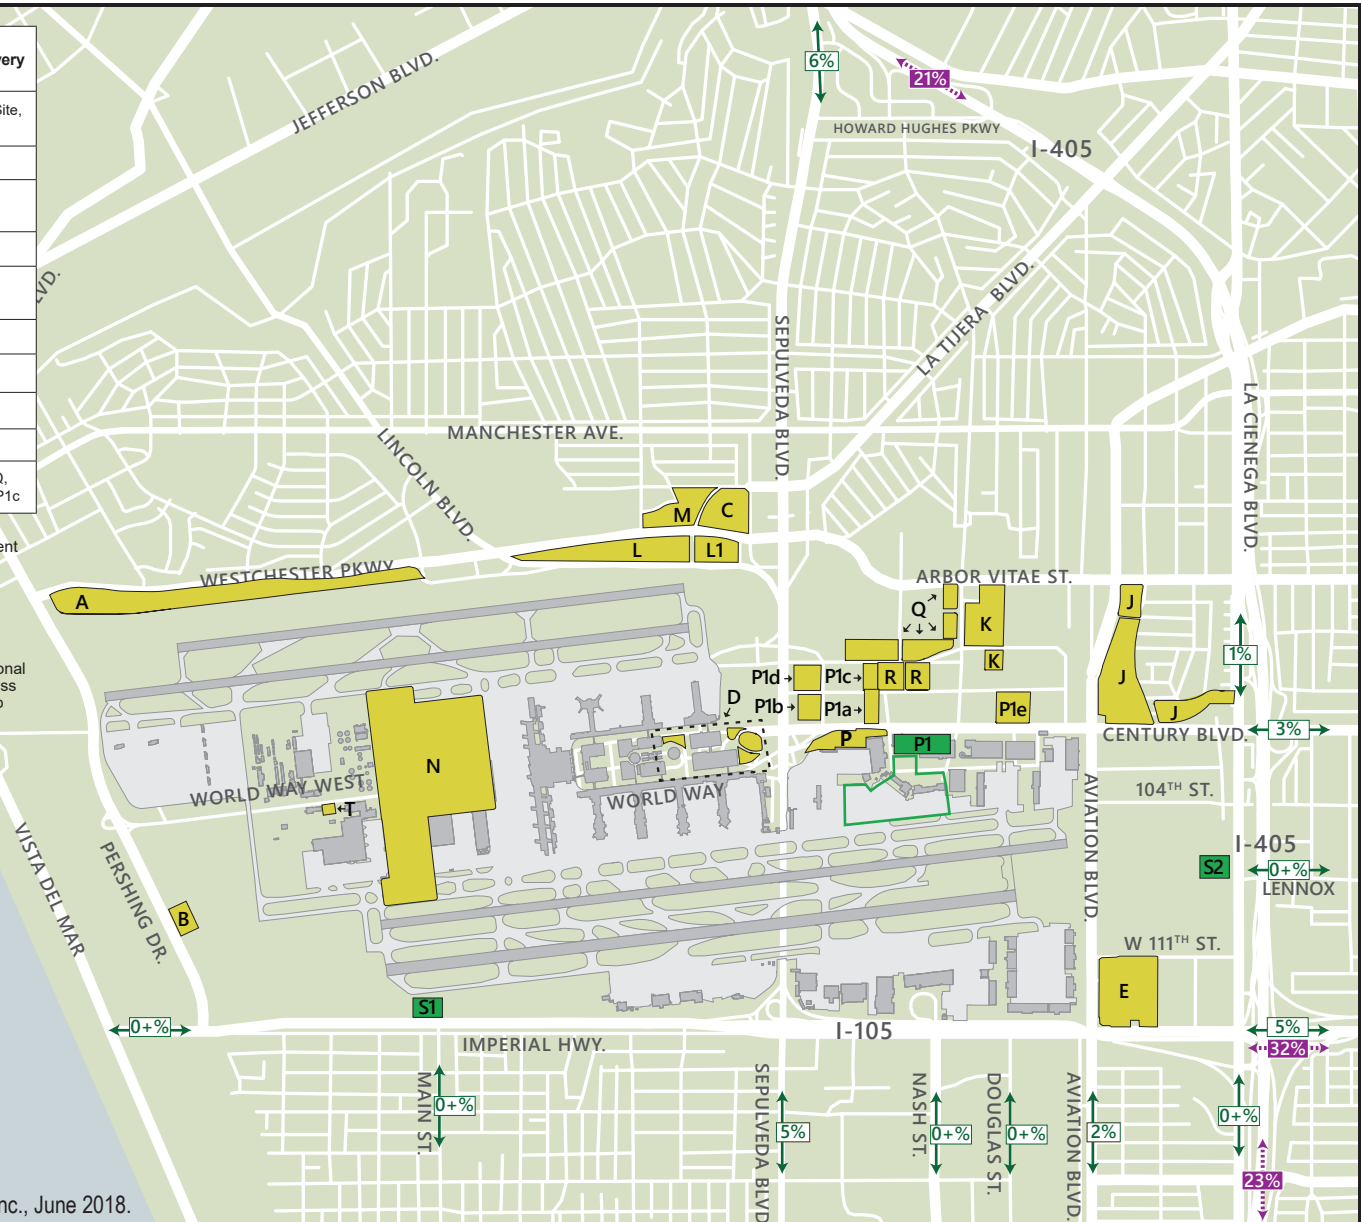 very
Site,
Q,
P1c
ent
onal
ss
o
nc., June 2018.
6%
21%
JEFFERSON BLVD.
HOWARD HUGHES PKWY
I-405
LVD.
LA TIJERA BLVD.
SEPULVEDA BLVD.
LA CIENEGA BLVD.
MANCHESTER AVE.
LINCOLN BLVD.
M
C
L
L1
WESTCHESTER PKWY
A
ARBOR VITAE ST.
Q
K
J
K
1%
P1d
P1c
R
R
J
D
P1b
P1a
P1e
J
CENTURY BLVD.
3%
P
P1
N
WORLD WAY WEST
WORLD WAY
104TH ST.
T
AVIATION BLVD.
VISTA DEL MAR
PERSHING DR.
I-405
S2
0+%
LENNOX
B
W 111TH ST.
E
S1
0+%
I-105
5%
IMPERIAL HWY.
32%
MAIN ST.
0+%
SEPULVEDA BLVD
5%
NASH ST.
0+%
DOUGLAS ST.
0+%
AVIATION BLVD.
2%
0+%
23%